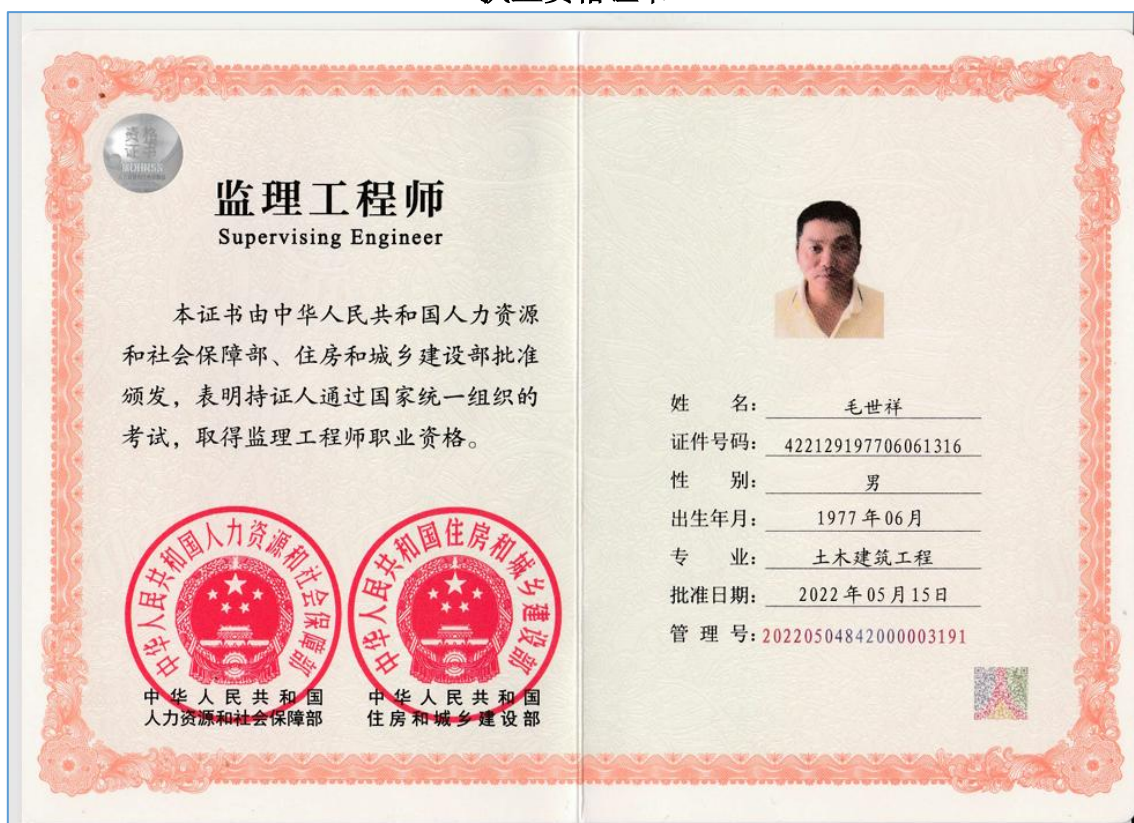 监理工程师
Supervising Engineer
本证书由中华人民共和国人力资源
和社会保障部、住房和城乡建设部批准
颁发，表明持证人通过国家统一组织的
考试，取得监理工程师职业资格。
中华人民共和国人力资源和社会保障部
中华人民共和国住房和城乡建设部
中华人民共和国
人力资源和社会保障部
中华人民共和国
住房和城乡建设部
姓名：毛世祥
证件号码：422129197706061316
性别：男
出生年月：1977年06月
专业：土木建筑工程
批准日期：2022年05月15日
管理号：20220504842000003191